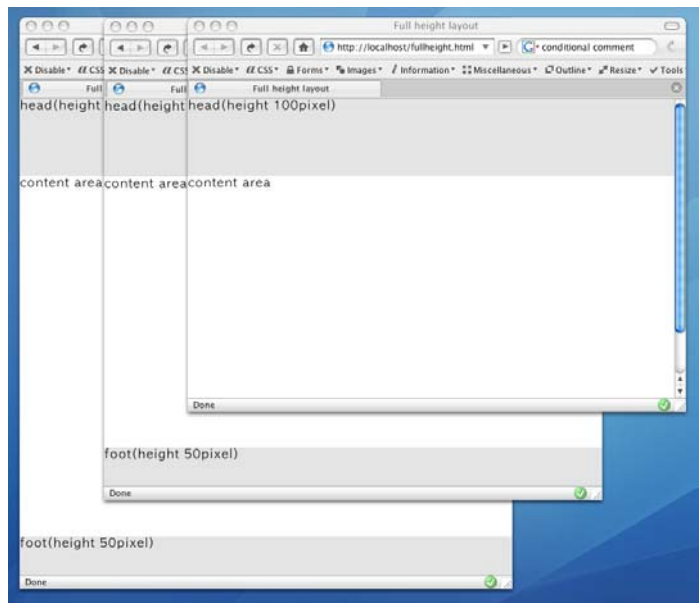 Full height layout
http://localhost/fullheight.html
conditional comment
Disable CSS Disable CSS Disable CSS Forms Images Information Miscellaneous Outline Resize Tools
Full Full Full height layout
head(height head(height head(height 100pixel)
content area content area content area
Done
foot(height 50pixel)
Done
foot(height 50pixel)
Done